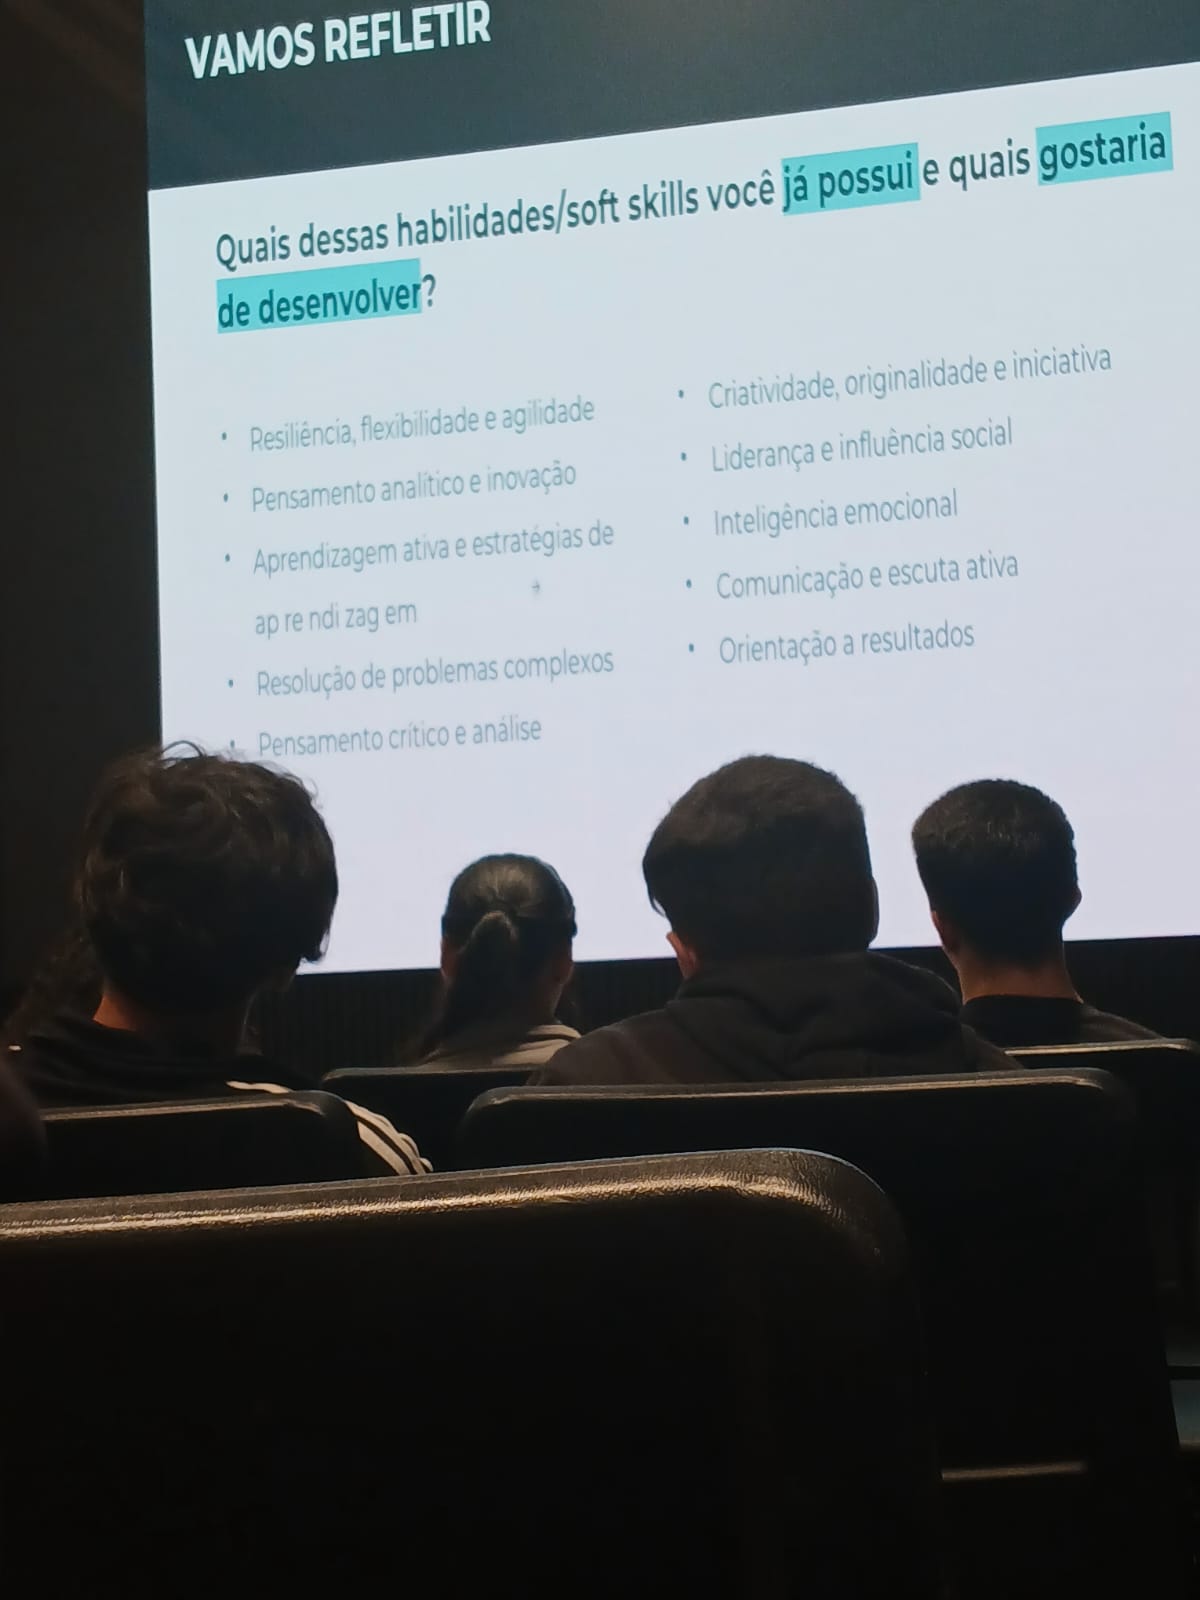 VAMOS REFLETIR
Quais dessas habilidades/soft skills você já possui e quais gostaria
de desenvolver?
• Resiliência, flexibilidade e agilidade
• Pensamento analítico e inovação
• Aprendizagem ativa e estratégias de
ap re ndi zag em
• Resolução de problemas complexos
• Pensamento crítico e análise
• Criatividade, originalidade e iniciativa
• Liderança e influência social
• Inteligência emocional
• Comunicação e escuta ativa
• Orientação a resultados